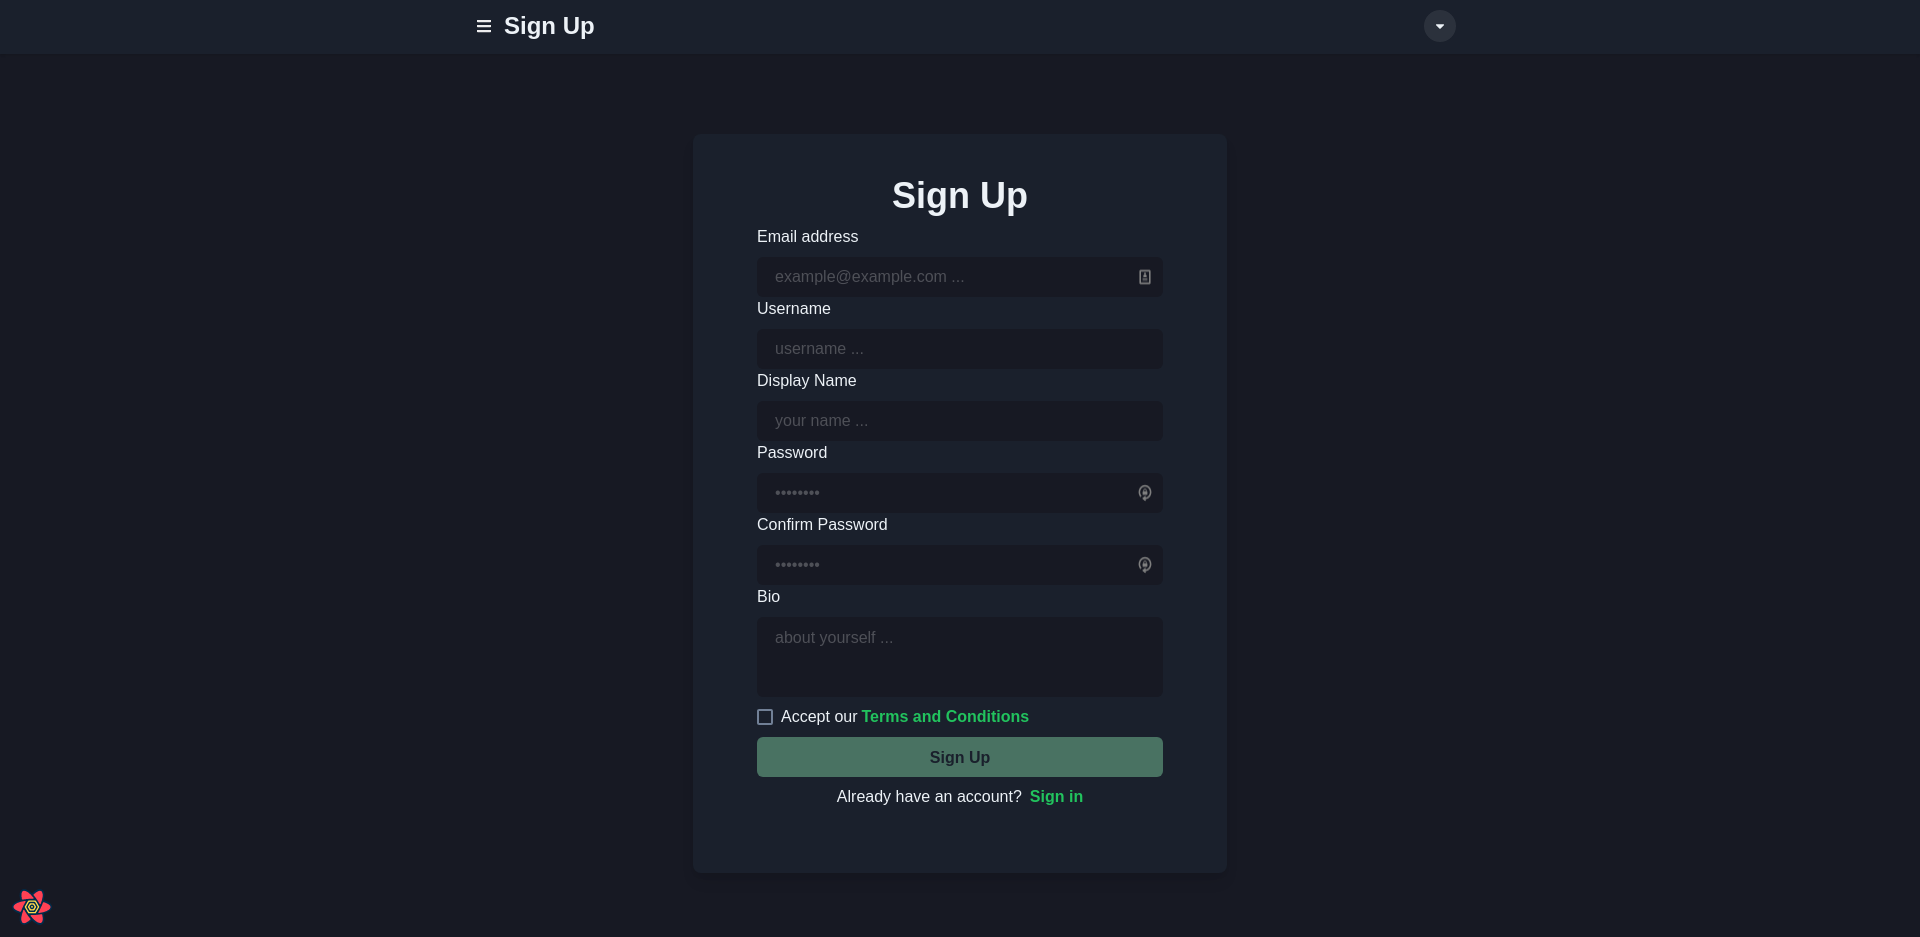 Sign Up
Sign Up
Email address
example@example.com ...
Username
username ...
Display Name
your name ...
Password
••••••••
Confirm Password
••••••••
Bio
about yourself ...
Accept our Terms and Conditions
Sign Up
Already have an account? Sign in